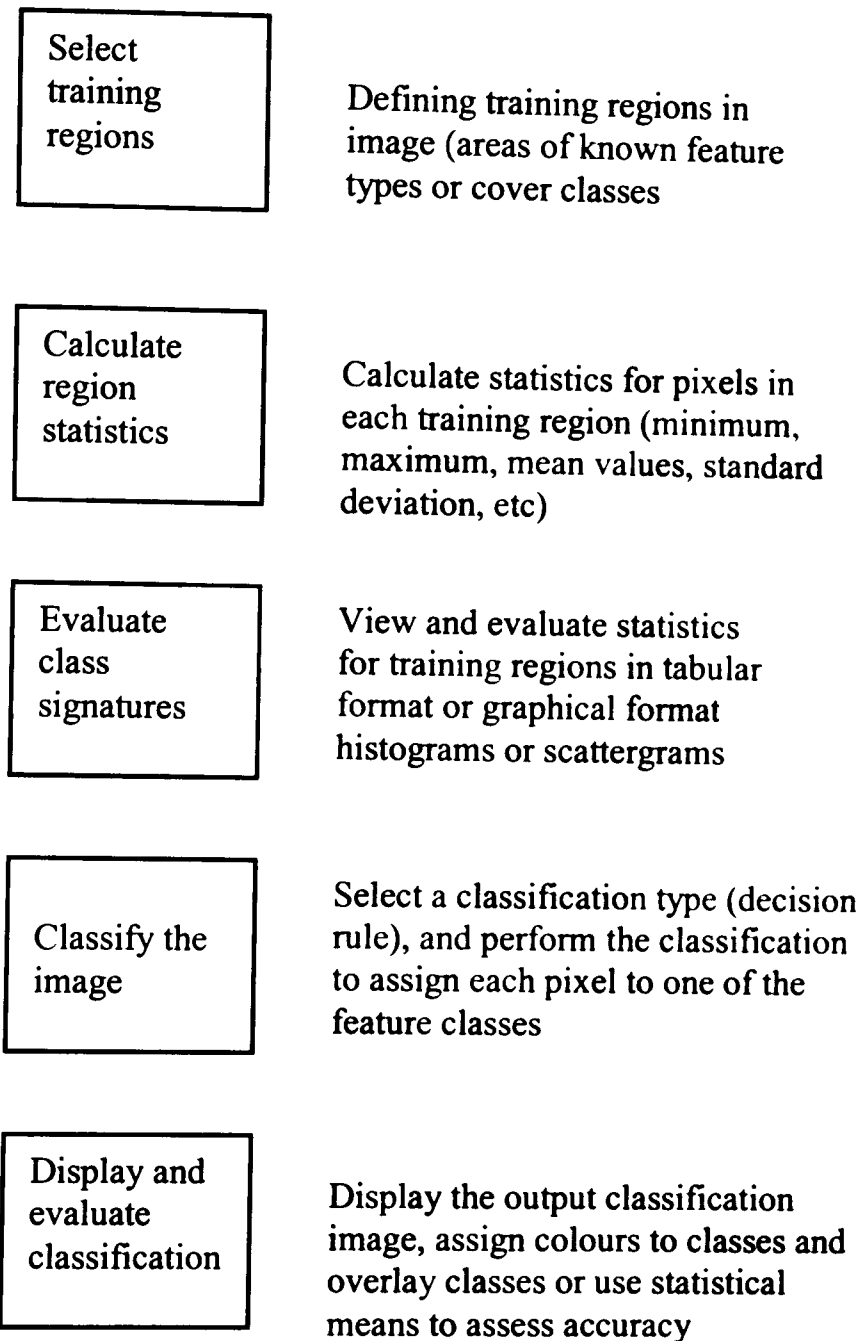 Select
training
regions
Defining training regions in
image (areas of known feature
types or cover classes
Calculate
region
statistics
Calculate statistics for pixels in
each training region (minimum,
maximum, mean values, standard
deviation, etc)
Evaluate
class
signatures
View and evaluate statistics
for training regions in tabular
format or graphical format
histograms or scattergrams
Classify the
image
Select a classification type (decision
rule), and perform the classification
to assign each pixel to one of the
feature classes
Display and
evaluate
classification
Display the output classification
image, assign colours to classes and
overlay classes or use statistical
means to assess accuracy